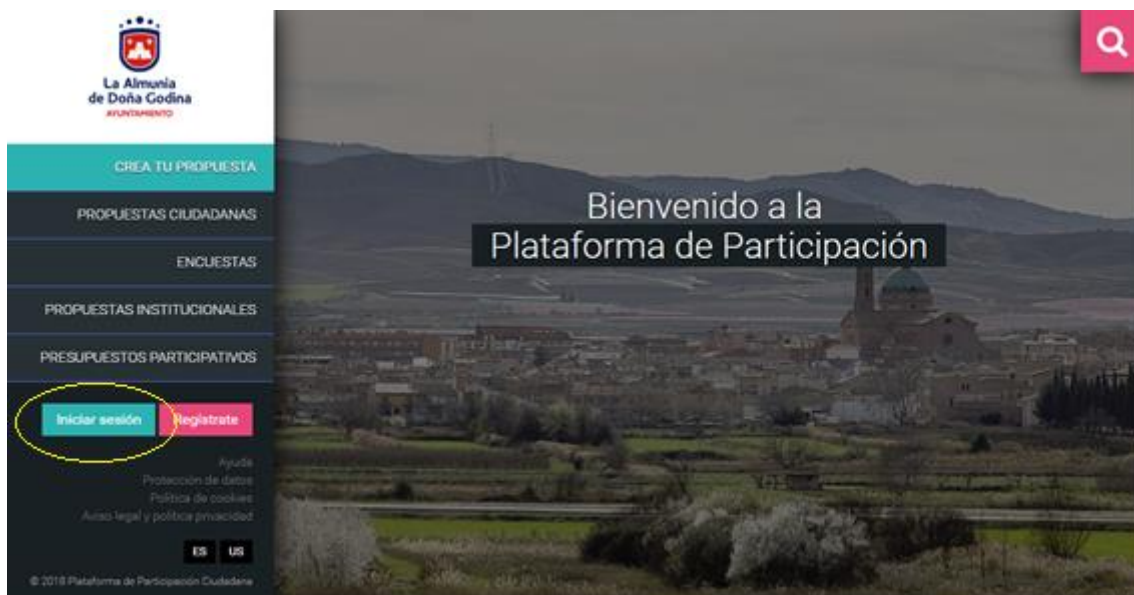 La Almunia
de Doña Godina
AYUNTAMIENTO
CREA TU PROPUESTA
PROPUESTAS CIUDADANAS
ENCUESTAS
PROPUESTAS INSTITUCIONALES
PRESUPUESTOS PARTICIPATIVOS
Iniciar sesión Regístrate
Ayuda
Protección de datos
Política de cookies
Aviso legal y política privacidad
ES US
© 2018 Plataforma de Participación Ciudadana
Bienvenido a la
Plataforma de Participación